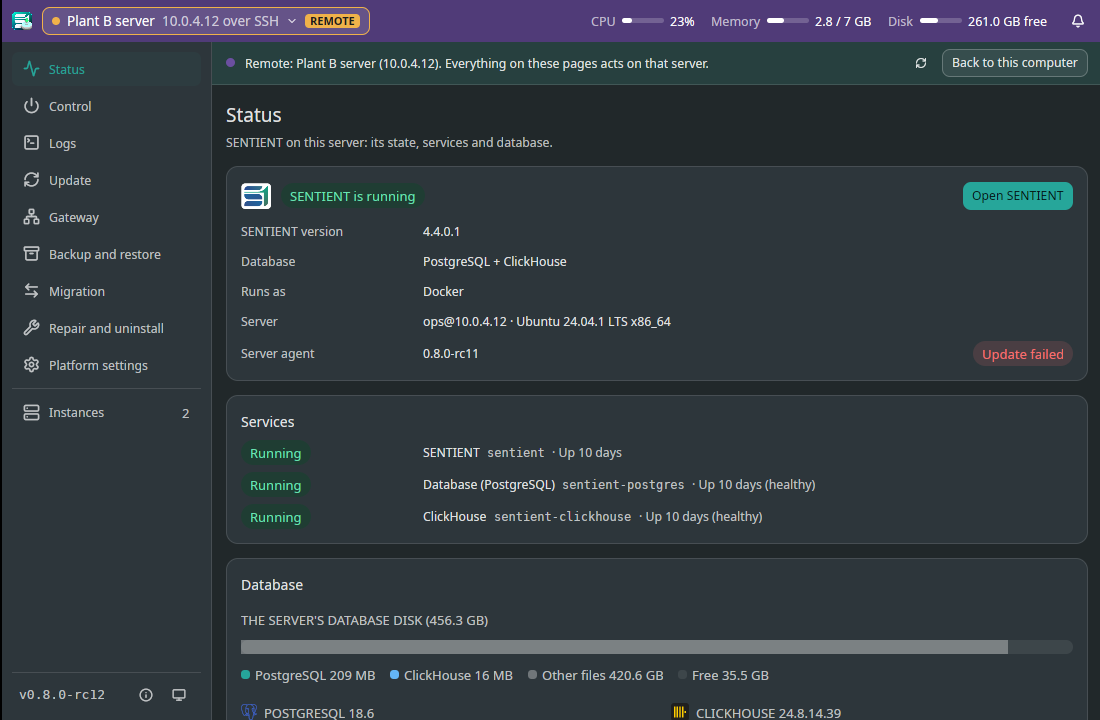 Plant B server 10.0.4.12 over SSH REMOTE CPU 23% Memory 2.8 / 7 GB Disk 261.0 GB free
Remote: Plant B server (10.0.4.12). Everything on these pages acts on that server. Back to this computer
Status
Control
Logs
Update
Gateway
Backup and restore
Migration
Repair and uninstall
Platform settings
Instances 2
v0.8.0-rc12
Status
SENTIENT on this server: its state, services and database.
SENTIENT is running Open SENTIENT
SENTIENT version 4.4.0.1
Database PostgreSQL + ClickHouse
Runs as Docker
Server ops@10.0.4.12 · Ubuntu 24.04.1 LTS x86_64
Server agent 0.8.0-rc11 Update failed
Services
Running SENTIENT sentient · Up 10 days
Running Database (PostgreSQL) sentient-postgres · Up 10 days (healthy)
Running ClickHouse sentient-clickhouse · Up 10 days (healthy)
Database
THE SERVER'S DATABASE DISK (456.3 GB)
PostgreSQL 209 MB ClickHouse 16 MB Other files 420.6 GB Free 35.5 GB
POSTGRESQL 18.6 CLICKHOUSE 24.8.14.39